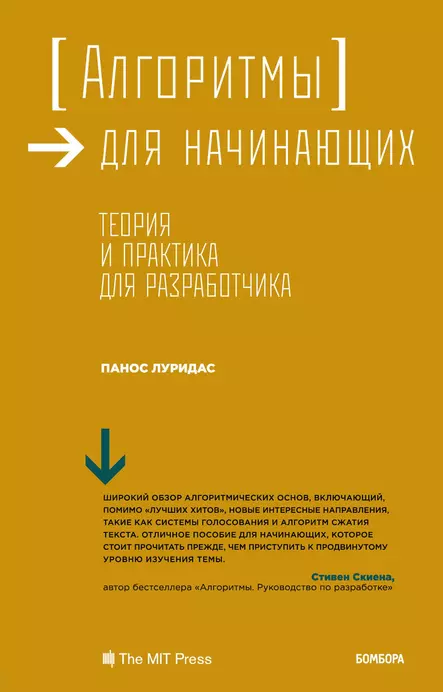 [Алгоритмы]
для начинающих
Теория
и практика
для разработчика
ПАНОС ЛУРИДАС
ШИРОКИЙ ОБЗОР АЛГОРИТМИЧЕСКИХ ОСНОВ, ВКЛЮЧАЮЩИЙ,
ПОМИМО «ЛУЧШИХ ХИТОВ», НОВЫЕ ИНТЕРЕСНЫЕ НАПРАВЛЕНИЯ,
ТАКИЕ КАК СИСТЕМЫ ГОЛОСОВАНИЯ И АЛГОРИТМ СЖАТИЯ
ТЕКСТА. ОТЛИЧНОЕ ПОСОБИЕ ДЛЯ НАЧИНАЮЩИХ, КОТОРОЕ
СТОИТ ПРОЧИТАТЬ ПРЕЖДЕ, ЧЕМ ПРИСТУПИТЬ К ПРОДВИНУТОМУ
УРОВНЮ ИЗУЧЕНИЯ ТЕМЫ.
Стивен Скиена,
автор бестселлера «Алгоритмы. Руководство по разработке»
The MIT Press
БОМБОРА